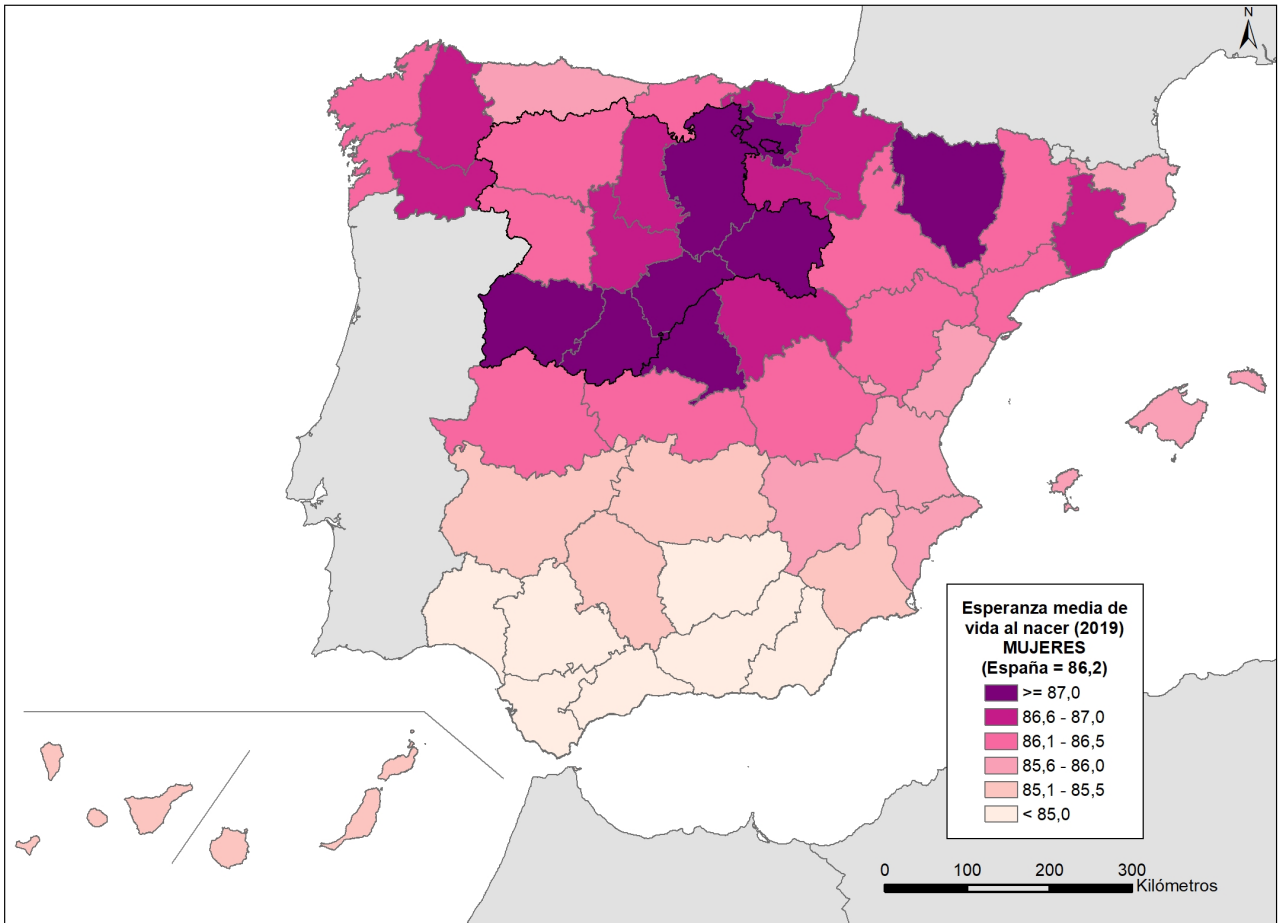 N
Esperanza media de
vida al nacer (2019)
MUJERES
(España = 86,2)
>= 87,0
86,6 - 87,0
86,1 - 86,5
85,6 - 86,0
85,1 - 85,5
< 85,0
0 100 200 300
Kilómetros